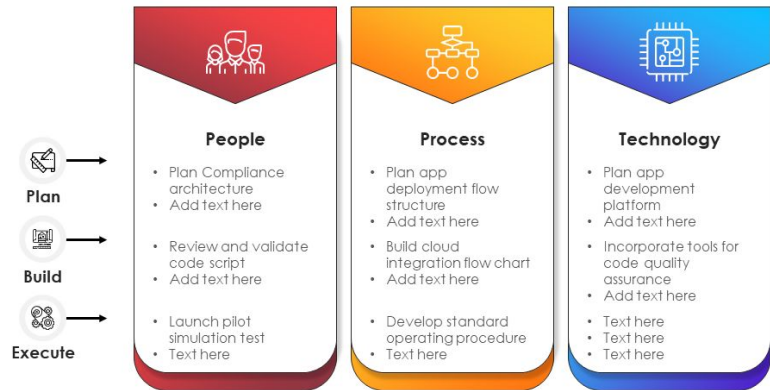 People
Process
Technology
Plan
• Plan Compliance
architecture
• Add text here
• Plan app
deployment flow
structure
• Add text here
• Plan app
development
platform
• Add text here
Build
• Review and validate
code script
• Add text here
• Build cloud
integration flow chart
• Add text here
• Incorporate tools for
code quality
assurance
• Add text here
Execute
• Launch pilot
simulation test
• Text here
• Develop standard
operating procedure
• Text here
• Text here
• Text here
• Text here